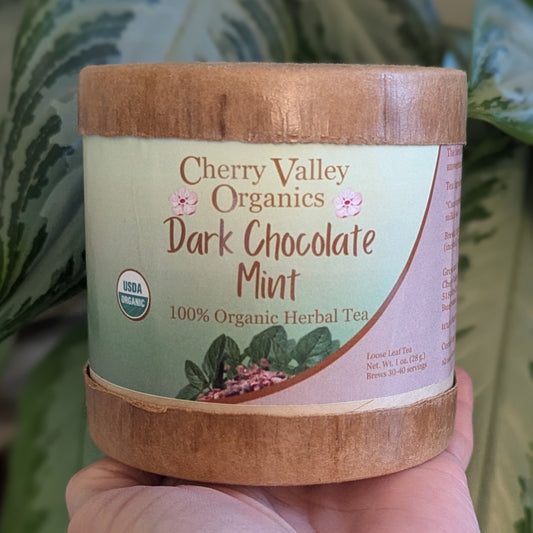 Cherry Valley
Organics
Dark Chocolate
Mint
USDA
ORGANIC
100% Organic Herbal Tea
Loose Leaf Tea
Net. Wt. 1 oz. (28 g.)
Brews 30-40 servings